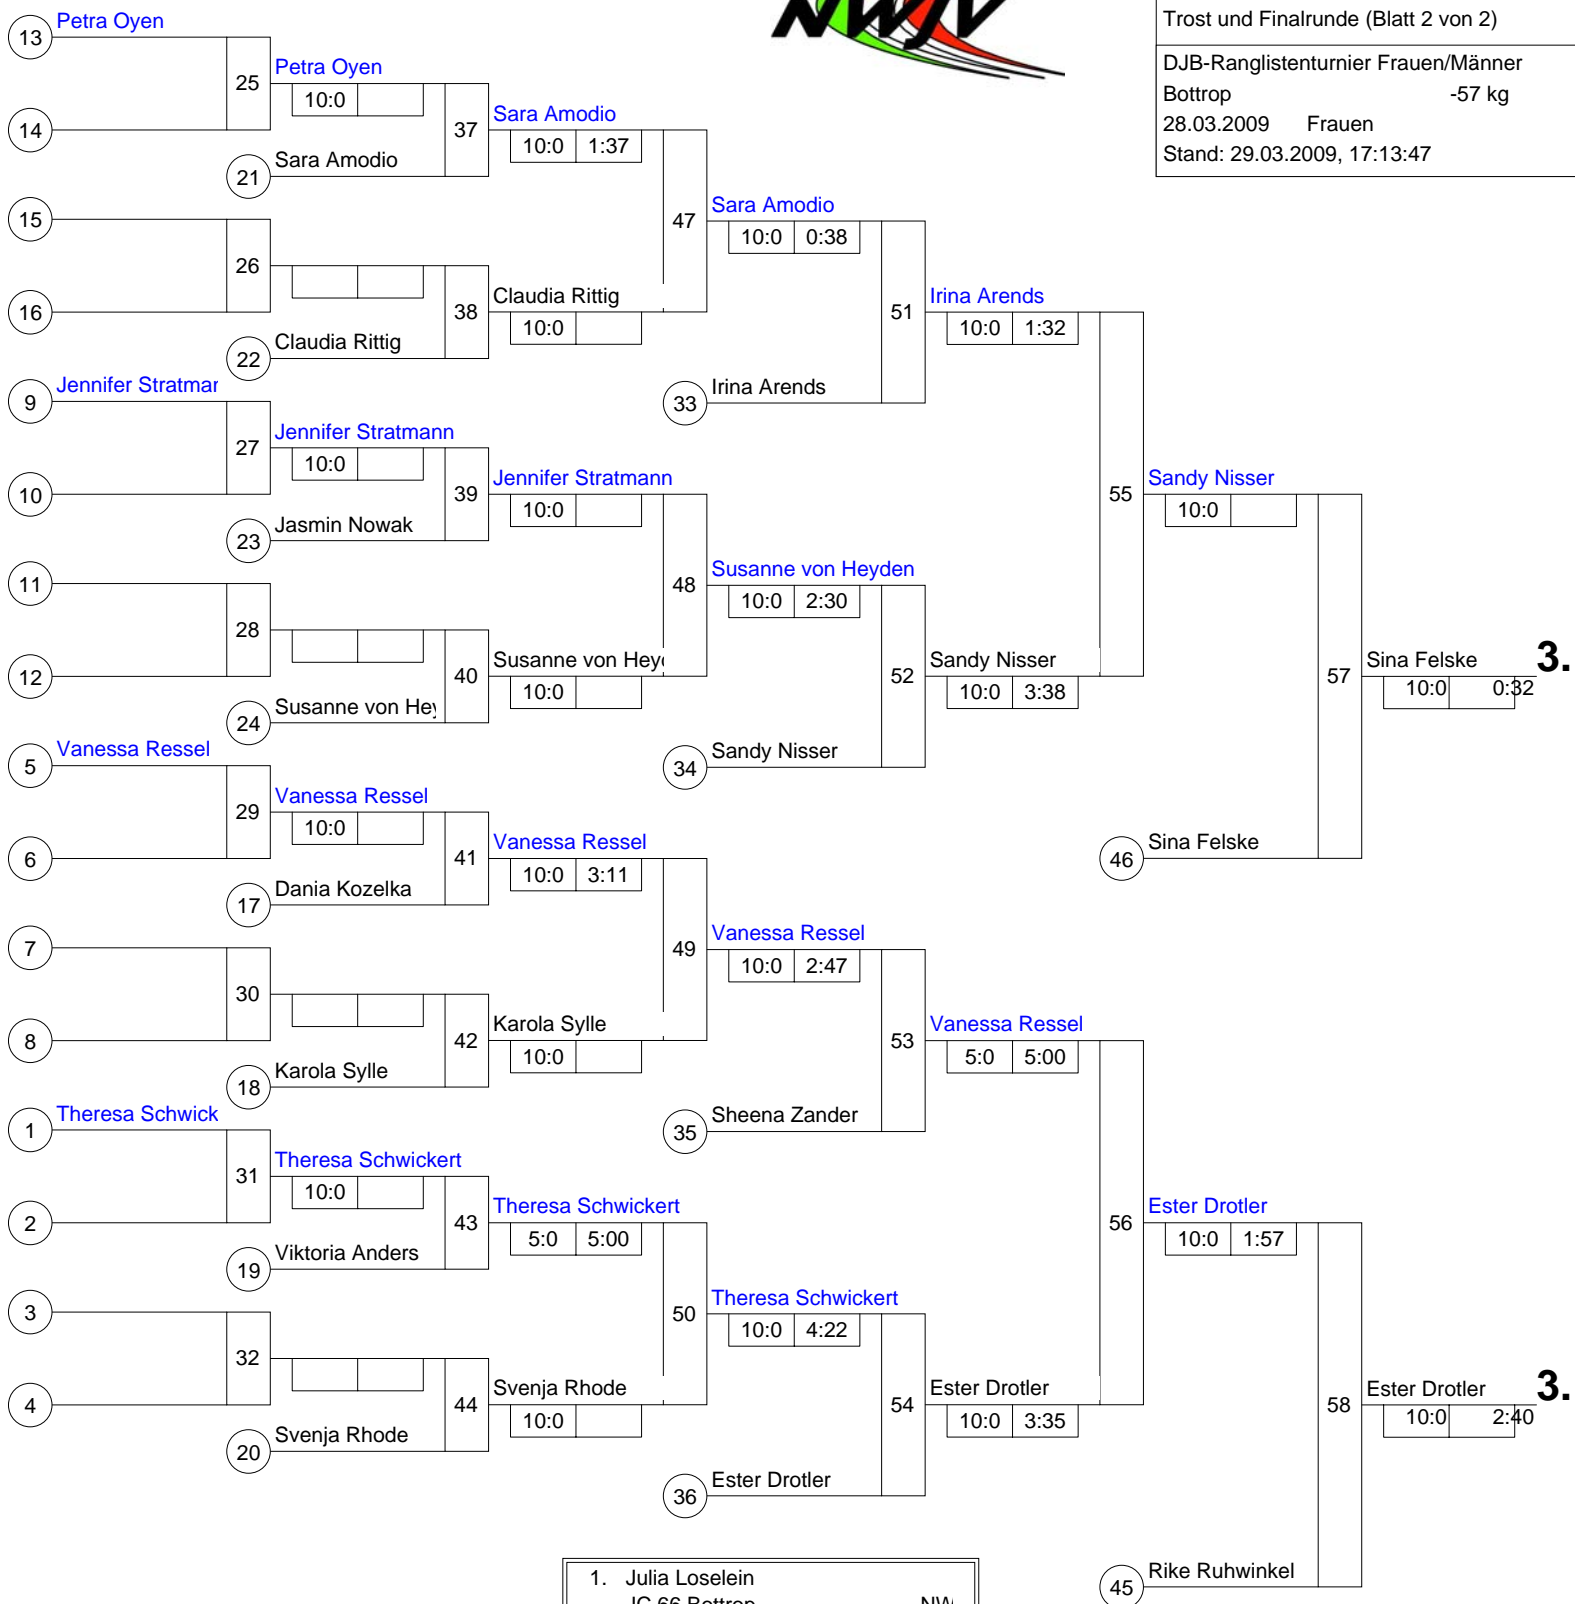 NWJV
Trost und Finalrunde (Blatt 2 von 2)
DJB-Ranglistenturnier Frauen/Männer
Bottrop -57 kg
28.03.2009 Frauen
Stand: 29.03.2009, 17:13:47
13 Petra Oyen
25 Petra Oyen
10:0
14
37 Sara Amodio
10:0 1:37
21 Sara Amodio
15
47 Sara Amodio
10:0 0:38
26
16
38 Claudia Rittig
10:0
22 Claudia Rittig
51 Irina Arends
10:0 1:32
33 Irina Arends
9 Jennifer Stratmar
27 Jennifer Stratmann
10:0
10
39 Jennifer Stratmann
10:0
23 Jasmin Nowak
55 Sandy Nisser
10:0
11
48 Susanne von Heyden
10:0 2:30
28
12
40 Susanne von Hey
10:0
24 Susanne von Hey
52 Sandy Nisser
10:0 3:38
34 Sandy Nisser
57 Sina Felske 3.
10:0 0:32
5 Vanessa Ressel
29 Vanessa Ressel
10:0
6
41 Vanessa Ressel
10:0 3:11
17 Dania Kozelka
46 Sina Felske
7
49 Vanessa Ressel
10:0 2:47
30
8
42 Karola Sylle
10:0
18 Karola Sylle
53 Vanessa Ressel
5:0 5:00
35 Sheena Zander
1 Theresa Schwick
31 Theresa Schwickert
10:0
2
43 Theresa Schwickert
5:0 5:00
19 Viktoria Anders
56 Ester Drotler
10:0 1:57
3
50 Theresa Schwickert
10:0 4:22
32
4
44 Svenja Rhode
10:0
20 Svenja Rhode
54 Ester Drotler
10:0 3:35
36 Ester Drotler
58 Ester Drotler 3.
10:0 2:40
45 Rike Ruhwinkel
1. Julia Loselein
JC 66 Bottrop NW